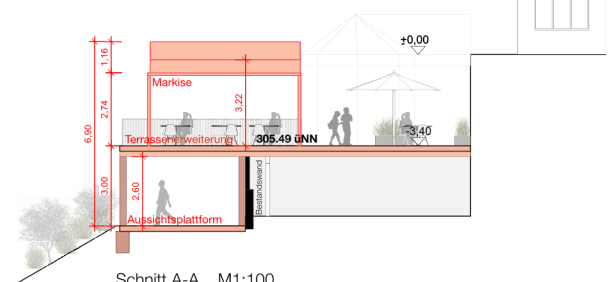 ±0,00
1,16
Markise
2,74
3,22
6,90
-3,40
Terrassenerweiterung 305.49 üNN
3,00
2,60
Bestandswand
Aussichtsplattform
Schnitt A-A M1:100